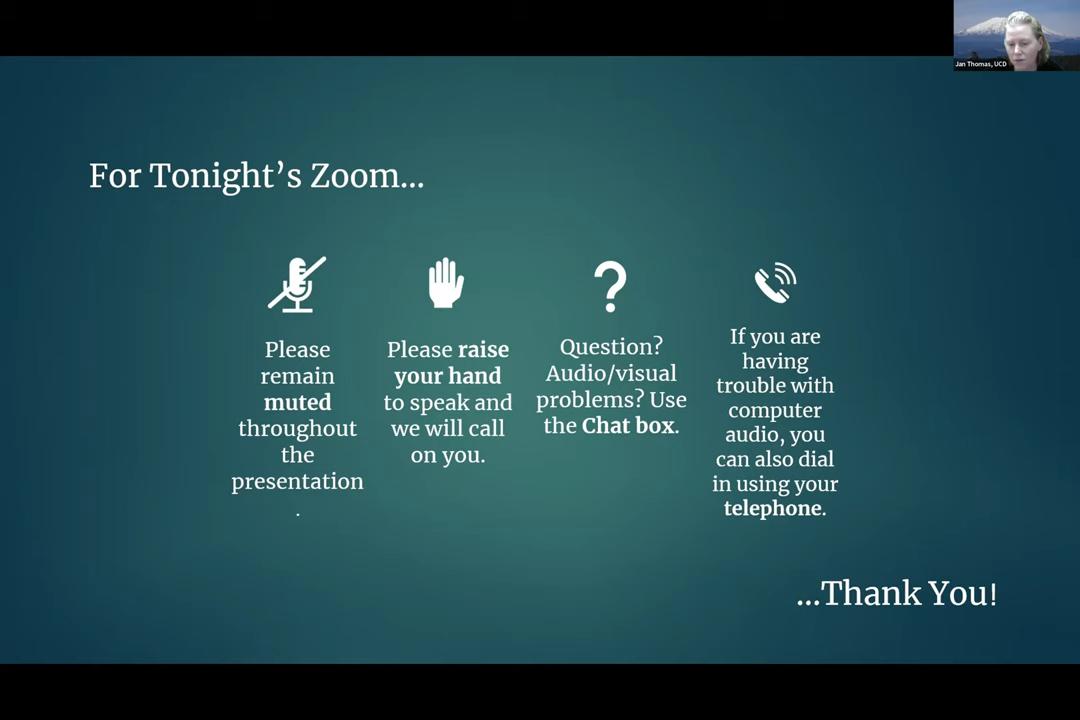 Jan Thomas, UCD
For Tonight’s Zoom...
Please
remain
muted
throughout
the
presentation
.
Please raise
your hand
to speak and
we will call
on you.
Question?
Audio/visual
problems? Use
the Chat box.
If you are
having
trouble with
computer
audio, you
can also dial
in using your
telephone.
...Thank You!